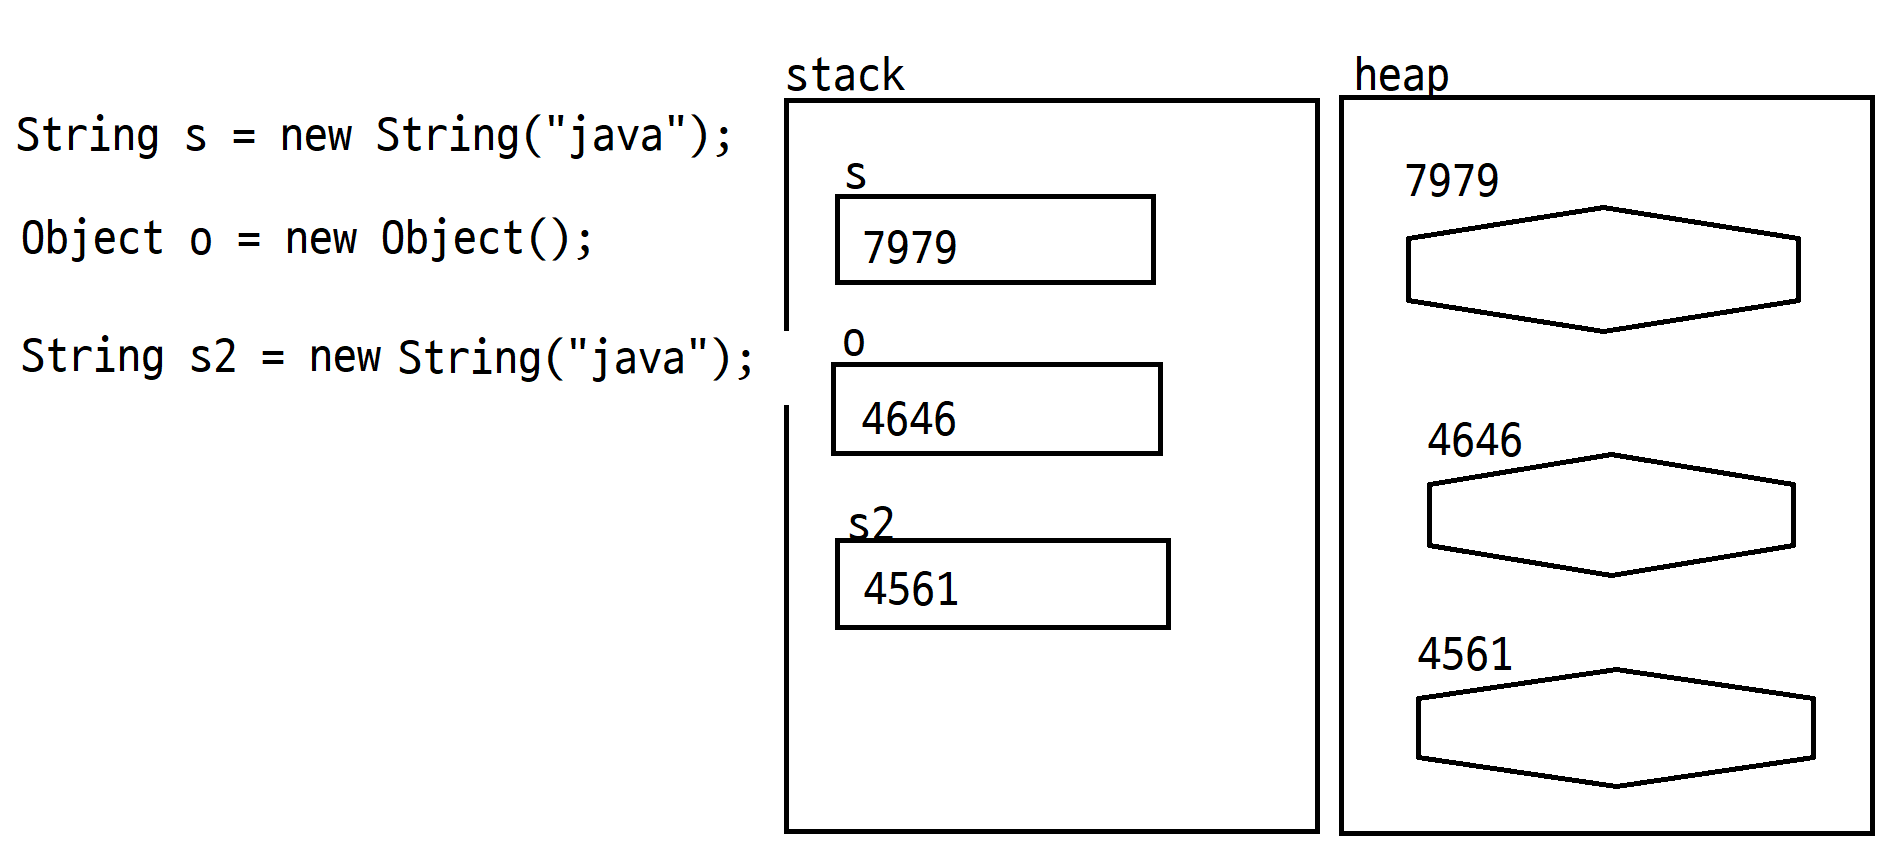 String s = new String("java");
Object o = new Object();
String s2 = new String("java");
stack
s
7979
o
4646
s2
4561
heap
7979
4646
4561